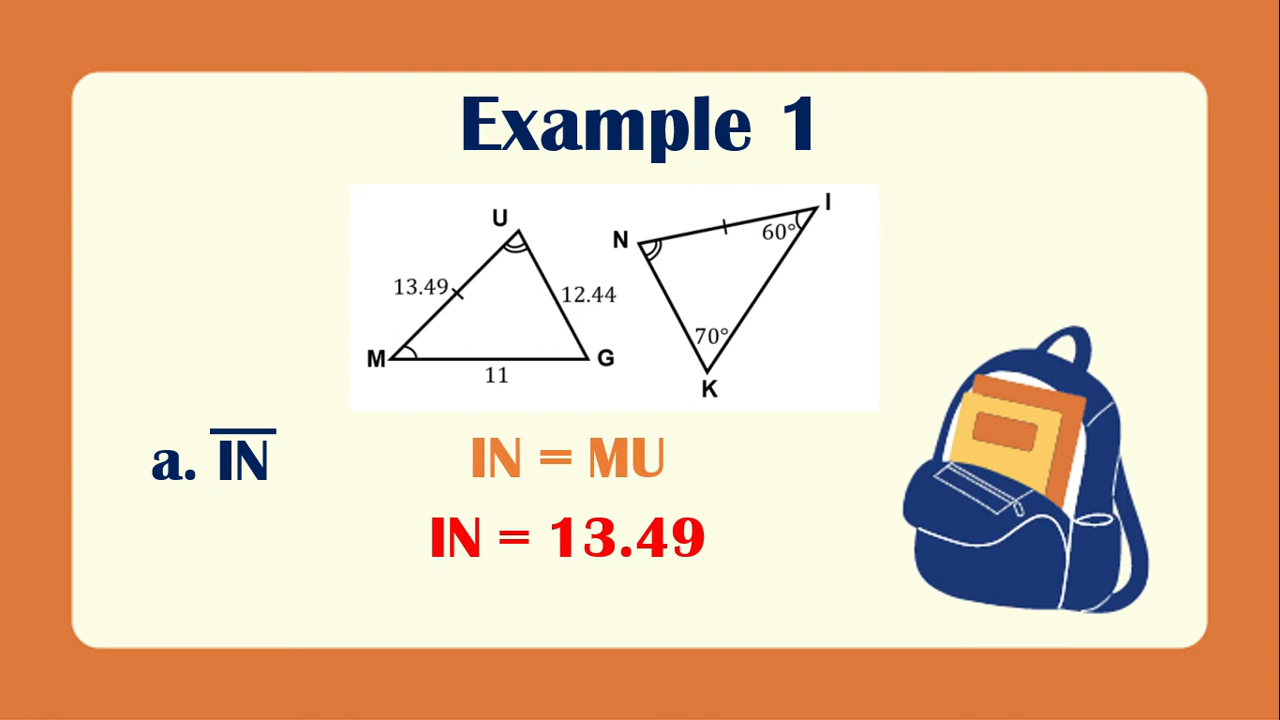 Example 1
U
I
N
60°
13.49
12.44
70°
M
G
11
K
a. IN
IN = MU
IN = 13.49